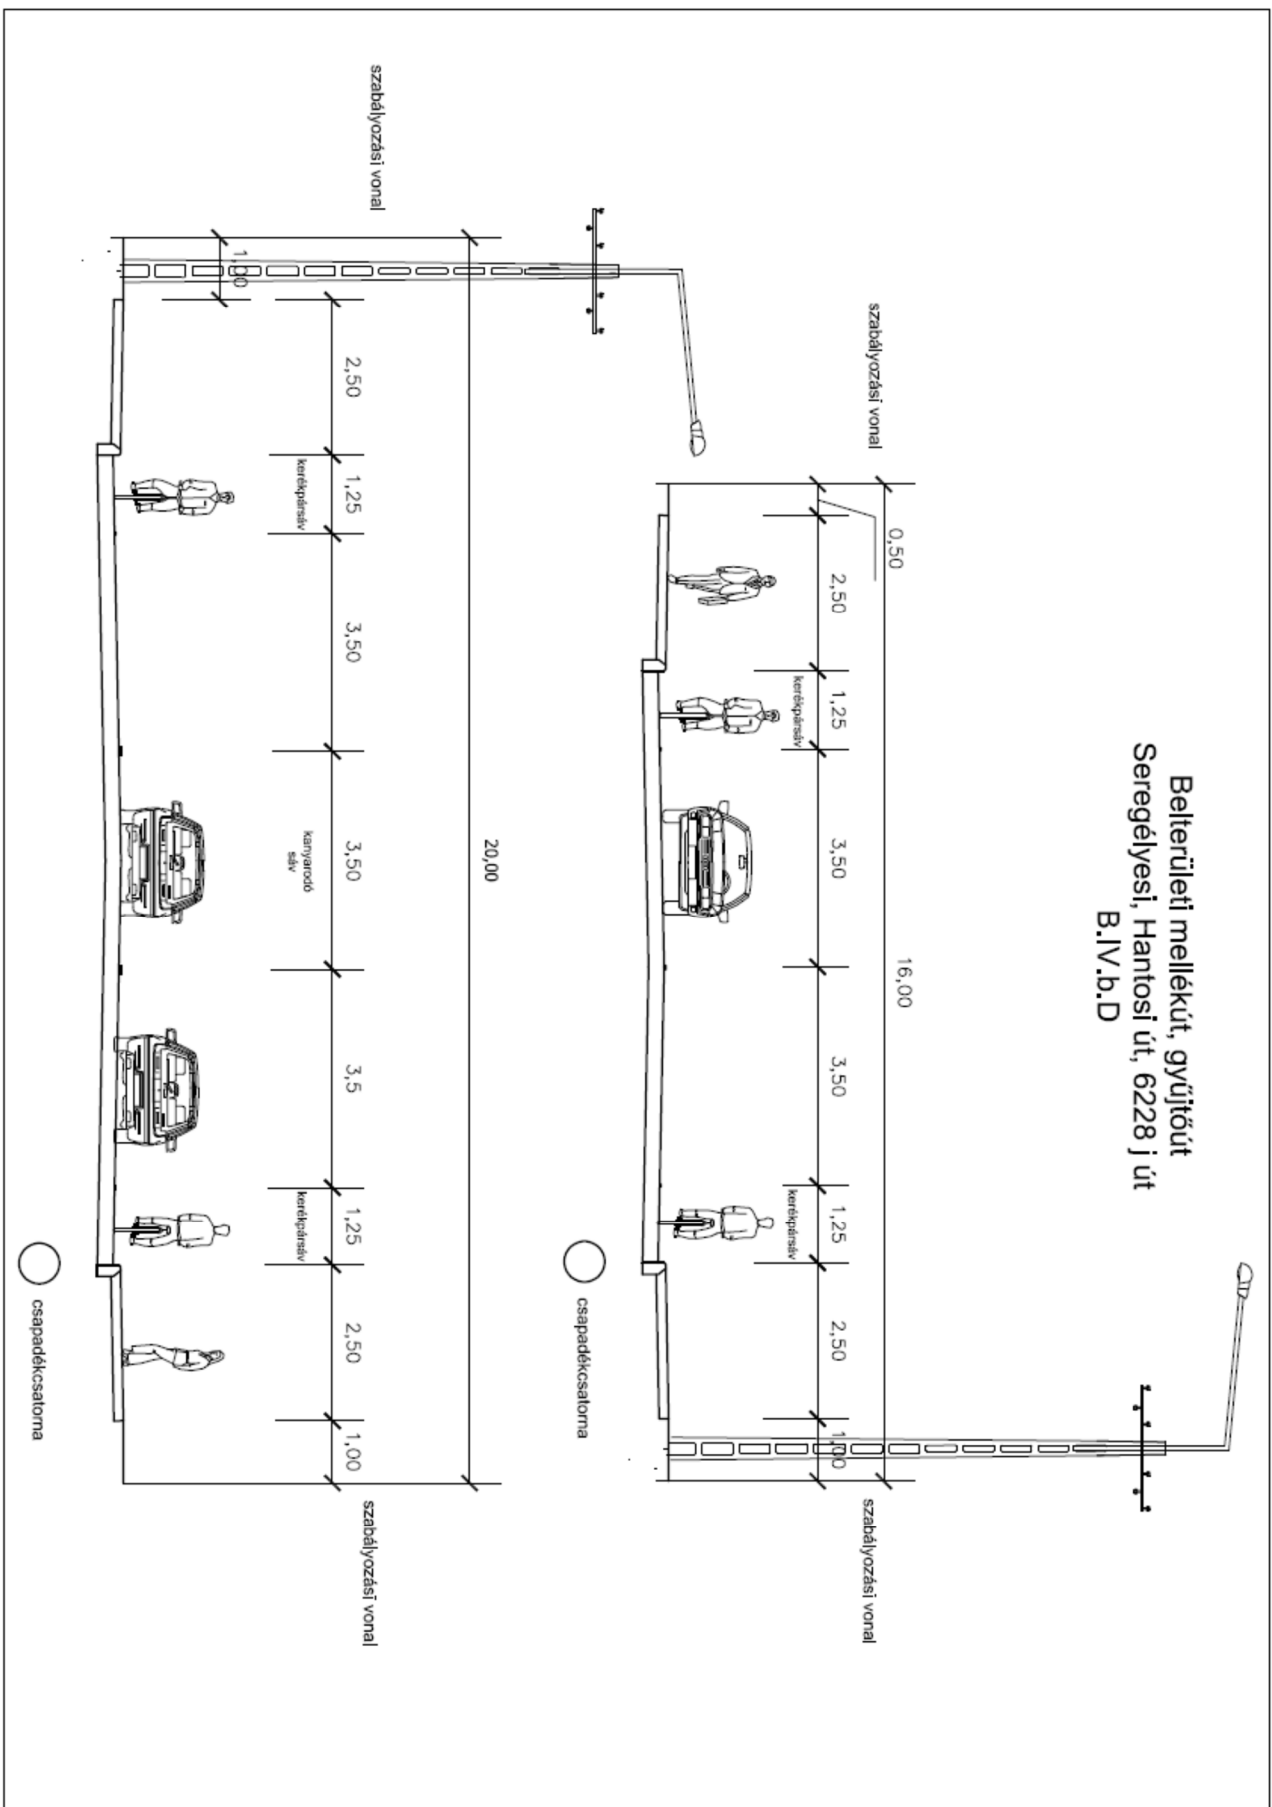 Belterületi mellékút, gyűjtőút
Seregélyesi, Hantosi út, 6228 j út
B.IV.b.D
szabályozási vonal
16,00
0,50
2,50
1,25
3,50
3,50
1,25
2,50
1,00
kerékpársáv
kerékpársáv
szabályozási vonal
csapadékcsatorna
szabályozási vonal
20,00
1,00
2,50
1,25
3,50
3,50
3,5
1,25
2,50
1,00
kerékpársáv
kanyarodó
sáv
kerékpársáv
szabályozási vonal
csapadékcsatorna